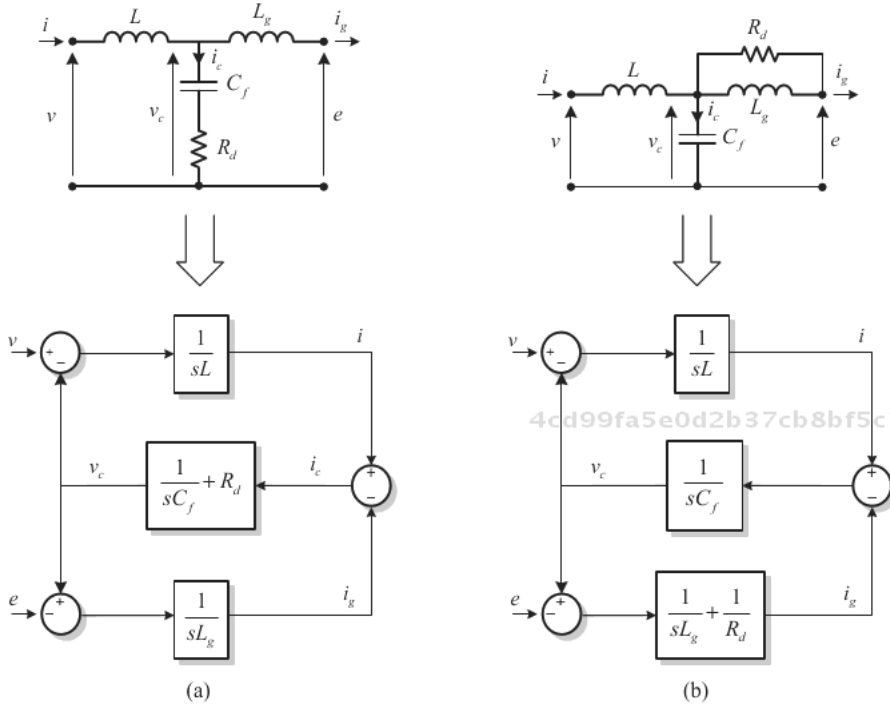 L
L_g
i
i_g
i_c
C_f
v
v_c
e
R_d
R_d
i
L
i_g
L_g
i_c
v
v_c
C_f
e
v
+
-
1/sL
i
v_c
1/sC_f + R_d
i_c
+
-
e
+
-
1/sL_g
i_g
(a)
v
+
-
1/sL
i
4cd99fa5e0d2b37cb8bf5c
v_c
1/sC_f
+
-
e
+
-
1/sL_g + 1/R_d
i_g
(b)